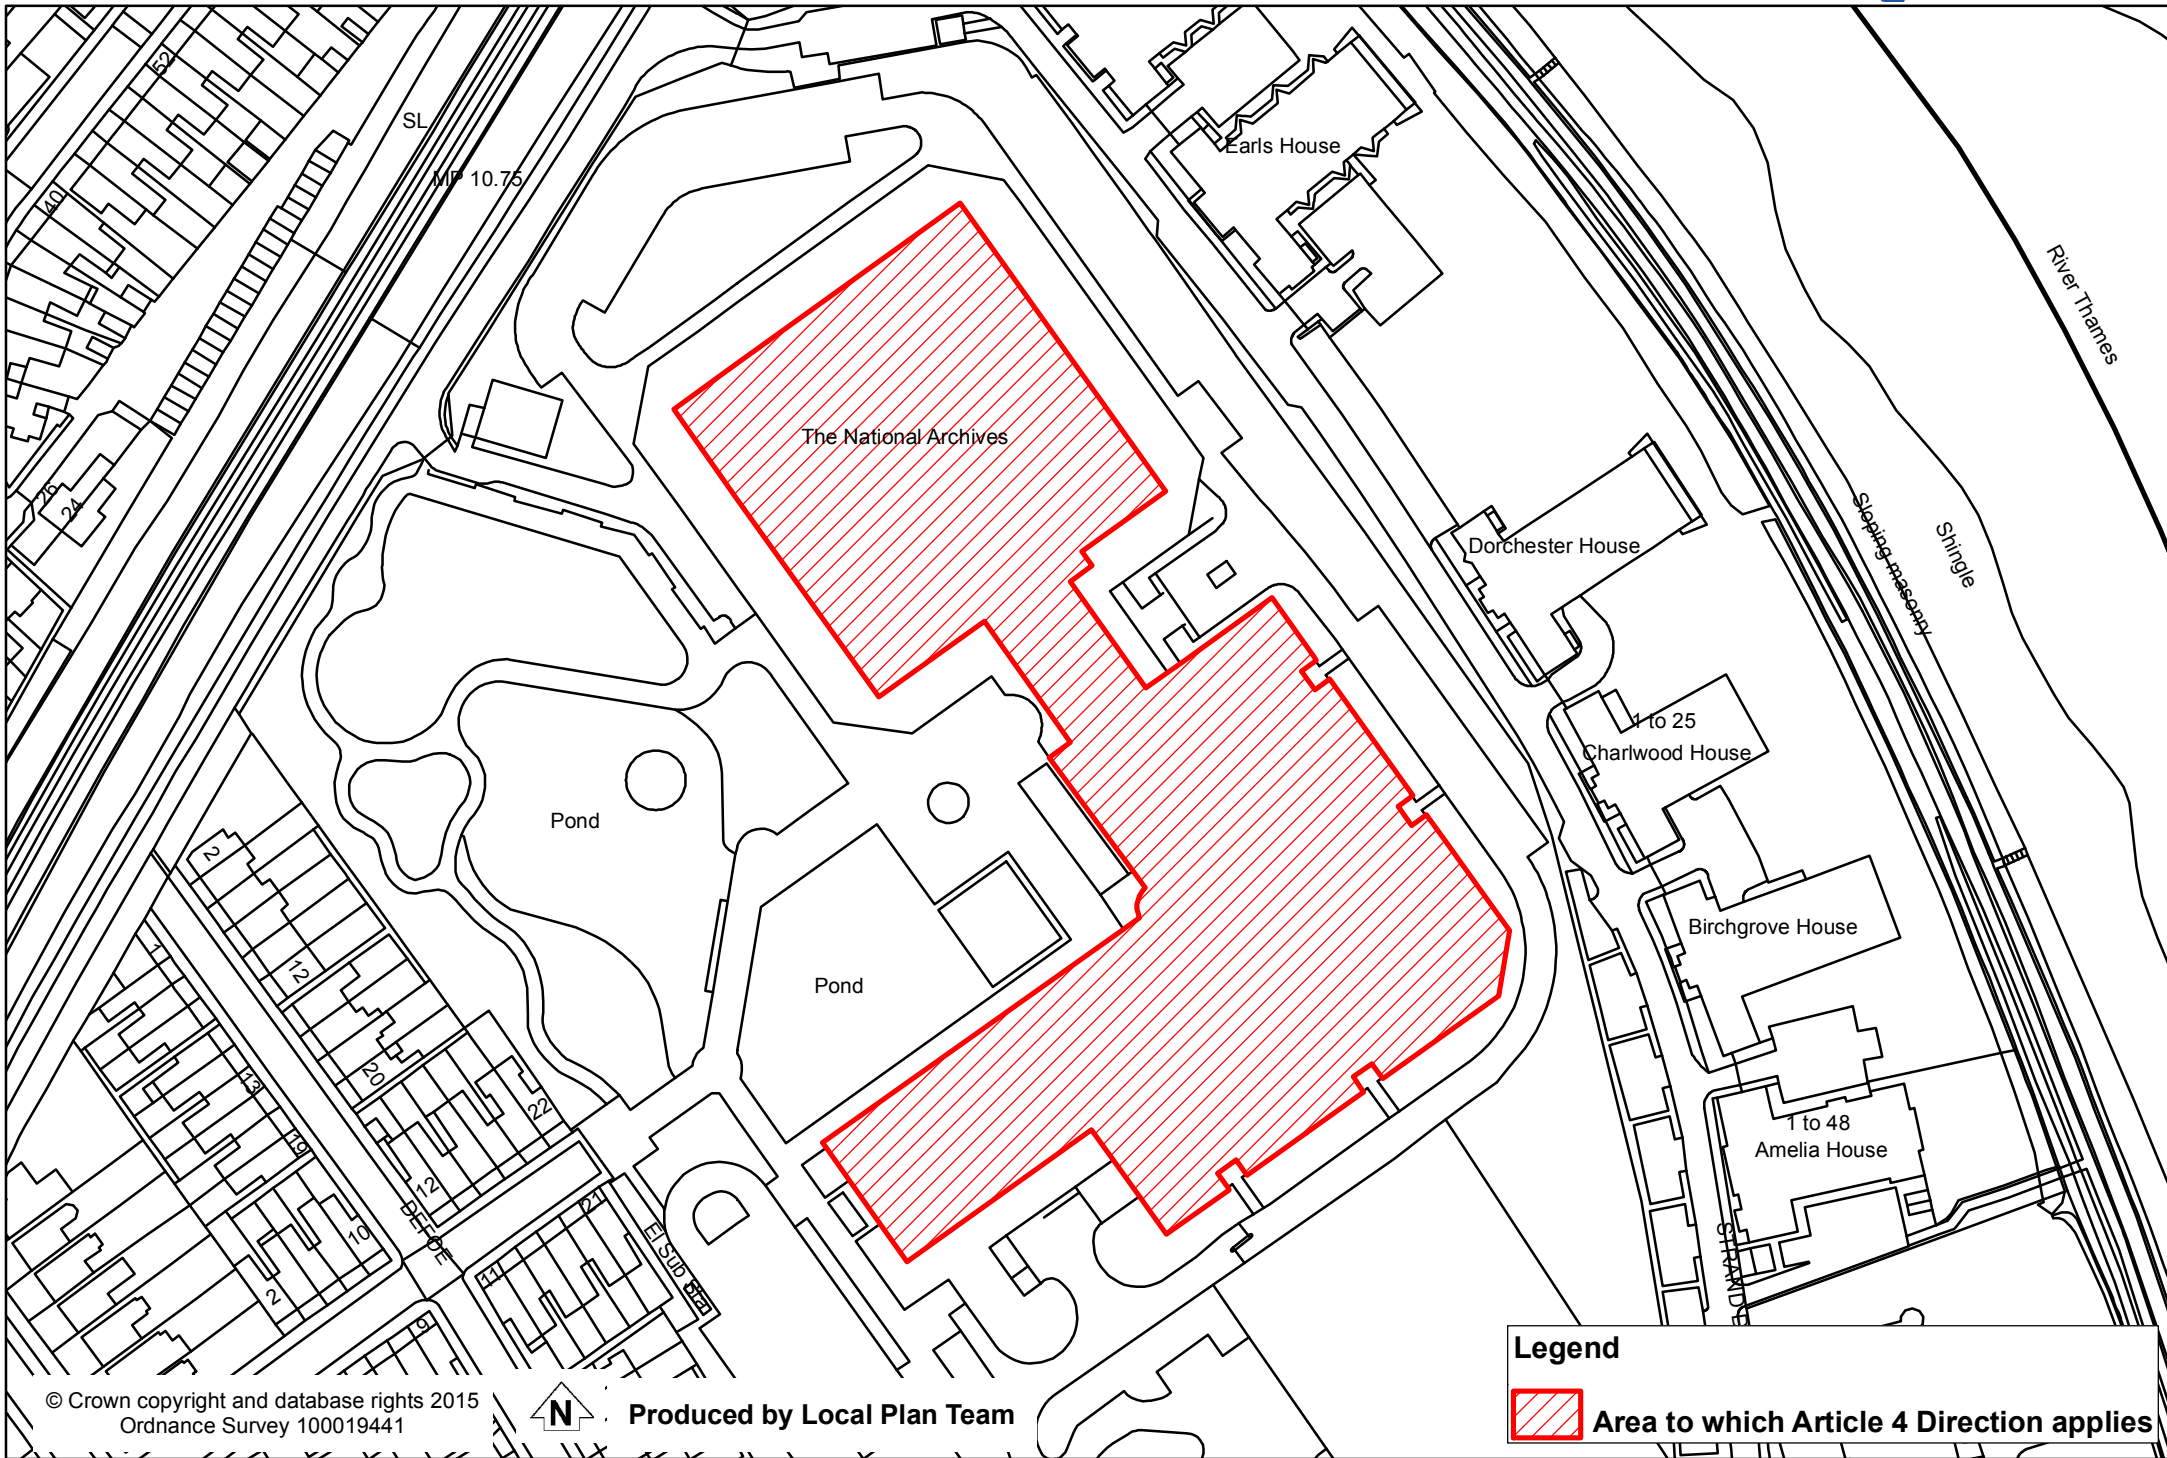 52
SL
Earls House
MP 10.75
40
River Thames
The National Archives
26
24
Sloping masonry
Shingle
Dorchester House
1 to 25
Charlwood House
Pond
2
Birchgrove House
1
12
Pond
20
13
22
1 to 48
Amelia House
19
12
21
DEFOE
10
El Sub Sta
11
STRAND D
2
9
Legend
Area to which Article 4 Direction applies
© Crown copyright and database rights 2015
Ordnance Survey 100019441
N
Produced by Local Plan Team